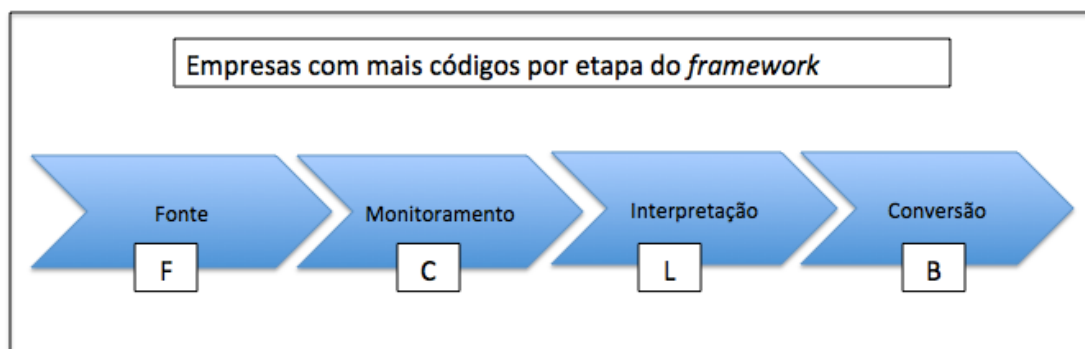 Empresas com mais códigos por etapa do framework
Fonte
Monitoramento
Interpretação
Conversão
F
C
L
B